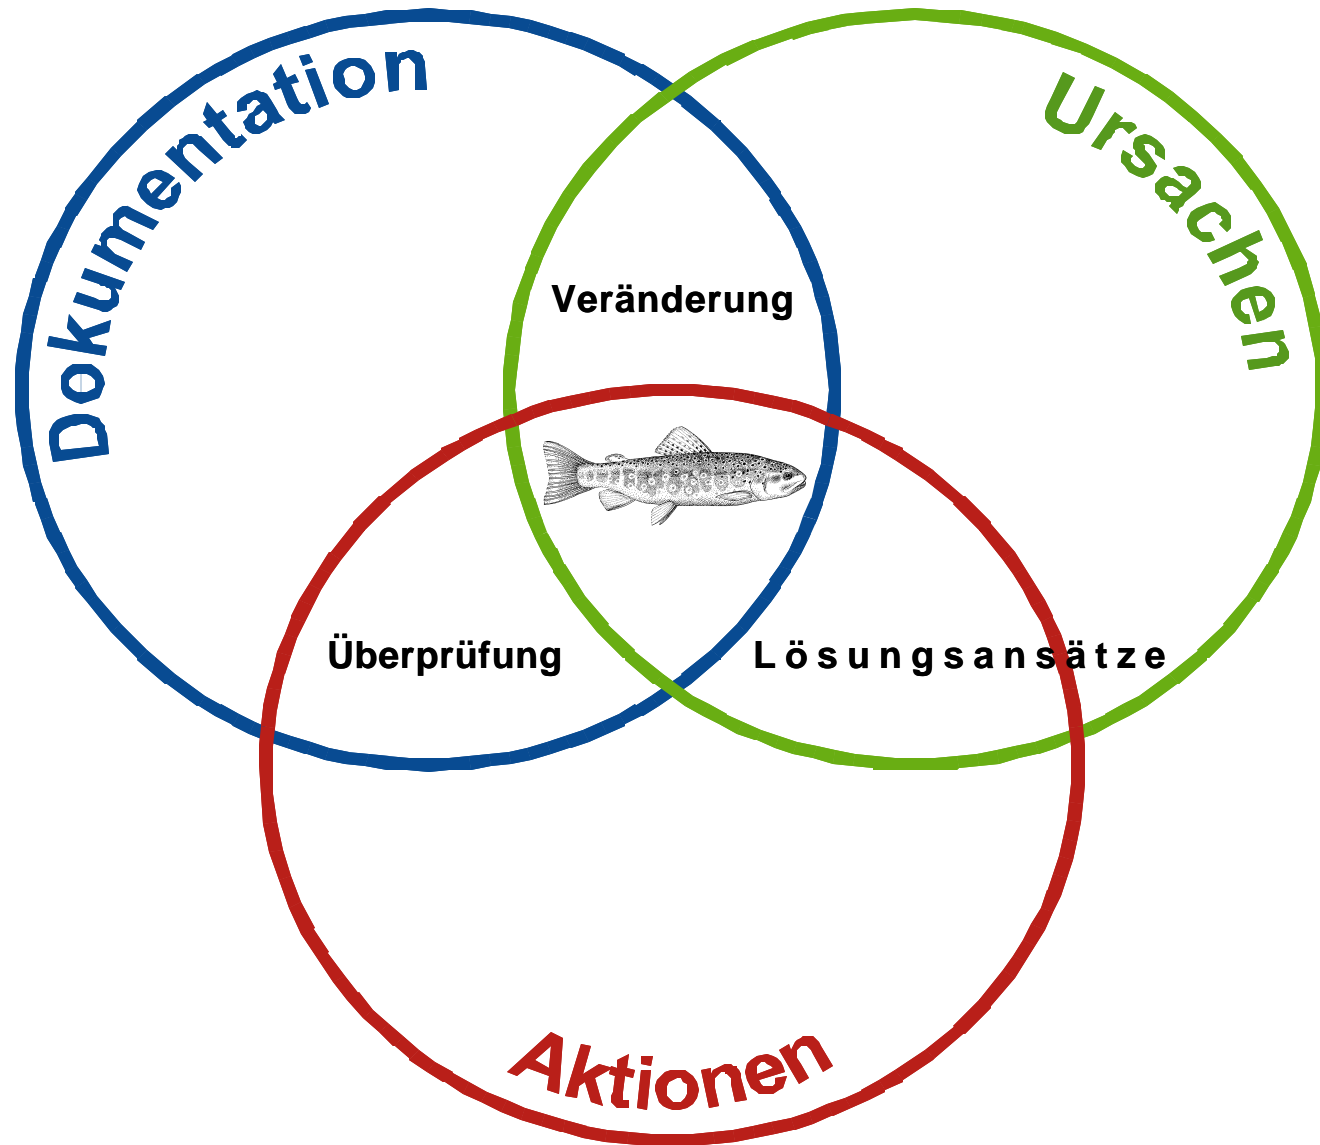 Dokumentation
Ursachen
Veränderung
Überprüfung
Lösungsansätze
Aktionen